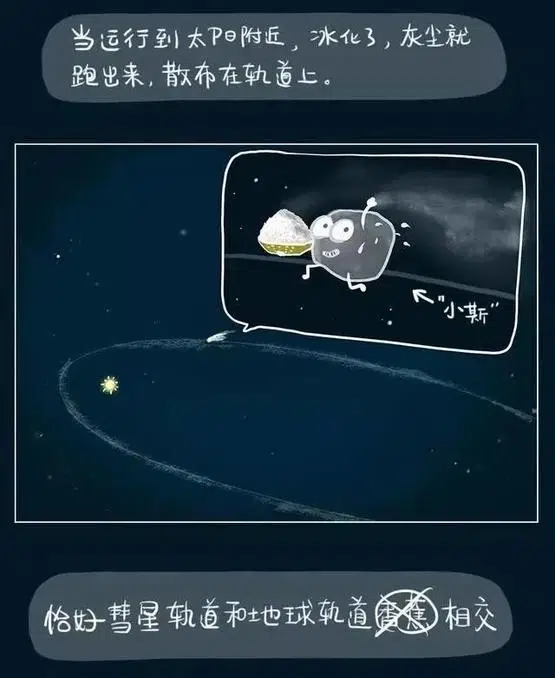 当运行到太阳附近，冰化了，灰尘就
跑出来，散布在轨道上。
“小斯”
恰好彗星轨道和地球轨道香蕉相交